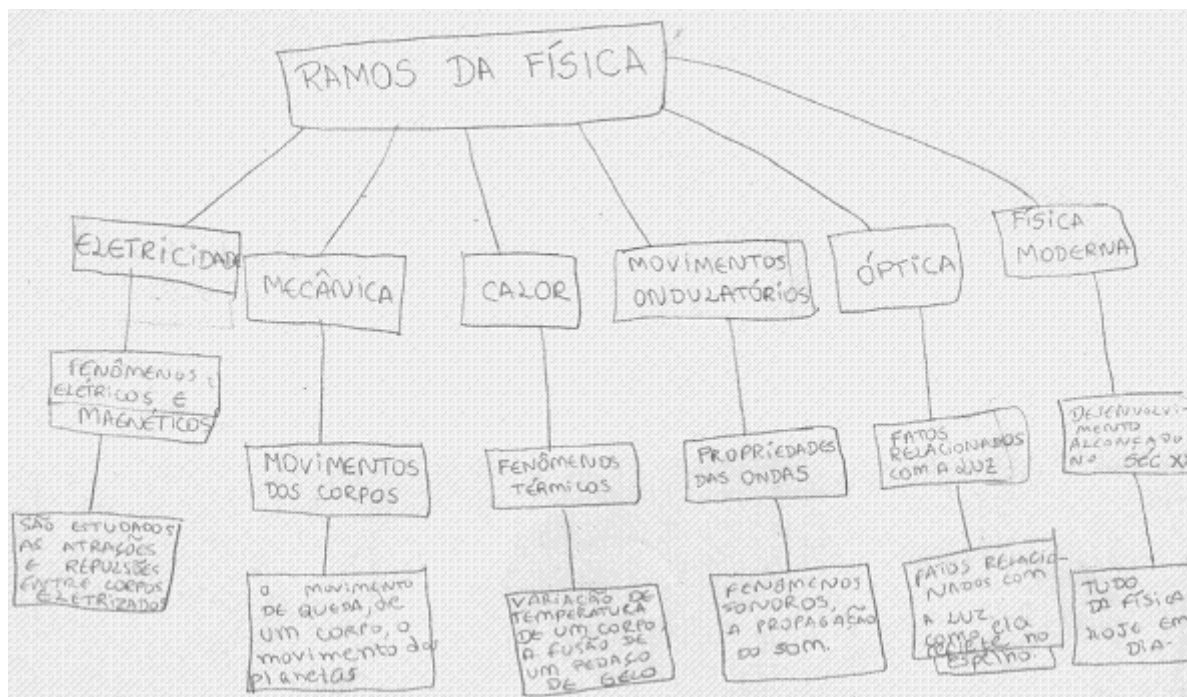 RAMOS DA FÍSICA
ELETRICIDADE
FENÔMENOS
ELÉTRICOS E
MAGNÉTICOS
SÃO ESTUDADOS
AS ATRAÇÕES
E REPULSÕES
ENTRE CORPOS
ELETRIZADOS
MECÂNICA
MOVIMENTOS
DOS CORPOS
O MOVIMENTO
DE QUEDA, DE
UM CORPO, O
movimento dos
planetas
CALOR
FENÔMENOS
TÉRMICOS
VARIAÇÃO DE
TEMPERATURA
DE UM CORPO,
A FUSÃO DE
UM PEDAÇO
DE GELO
MOVIMENTOS
ONDULATÓRIOS
PROPRIEDADES
DAS ONDAS
FENÔMENOS
SONOROS,
A PROPAGAÇÃO
DO SOM.
ÓPTICA
FATOS
RELACIONADOS
COM A LUZ
FATOS RELACIO-
NADOS COM
A LUZ
como ela
reflete no
Espelho.
FÍSICA
MODERNA
DESENVOLVI-
MENTO
ALCANÇADO
NO SÉC XX
TUDO
DA FÍSICA
HOJE EM
DIA-